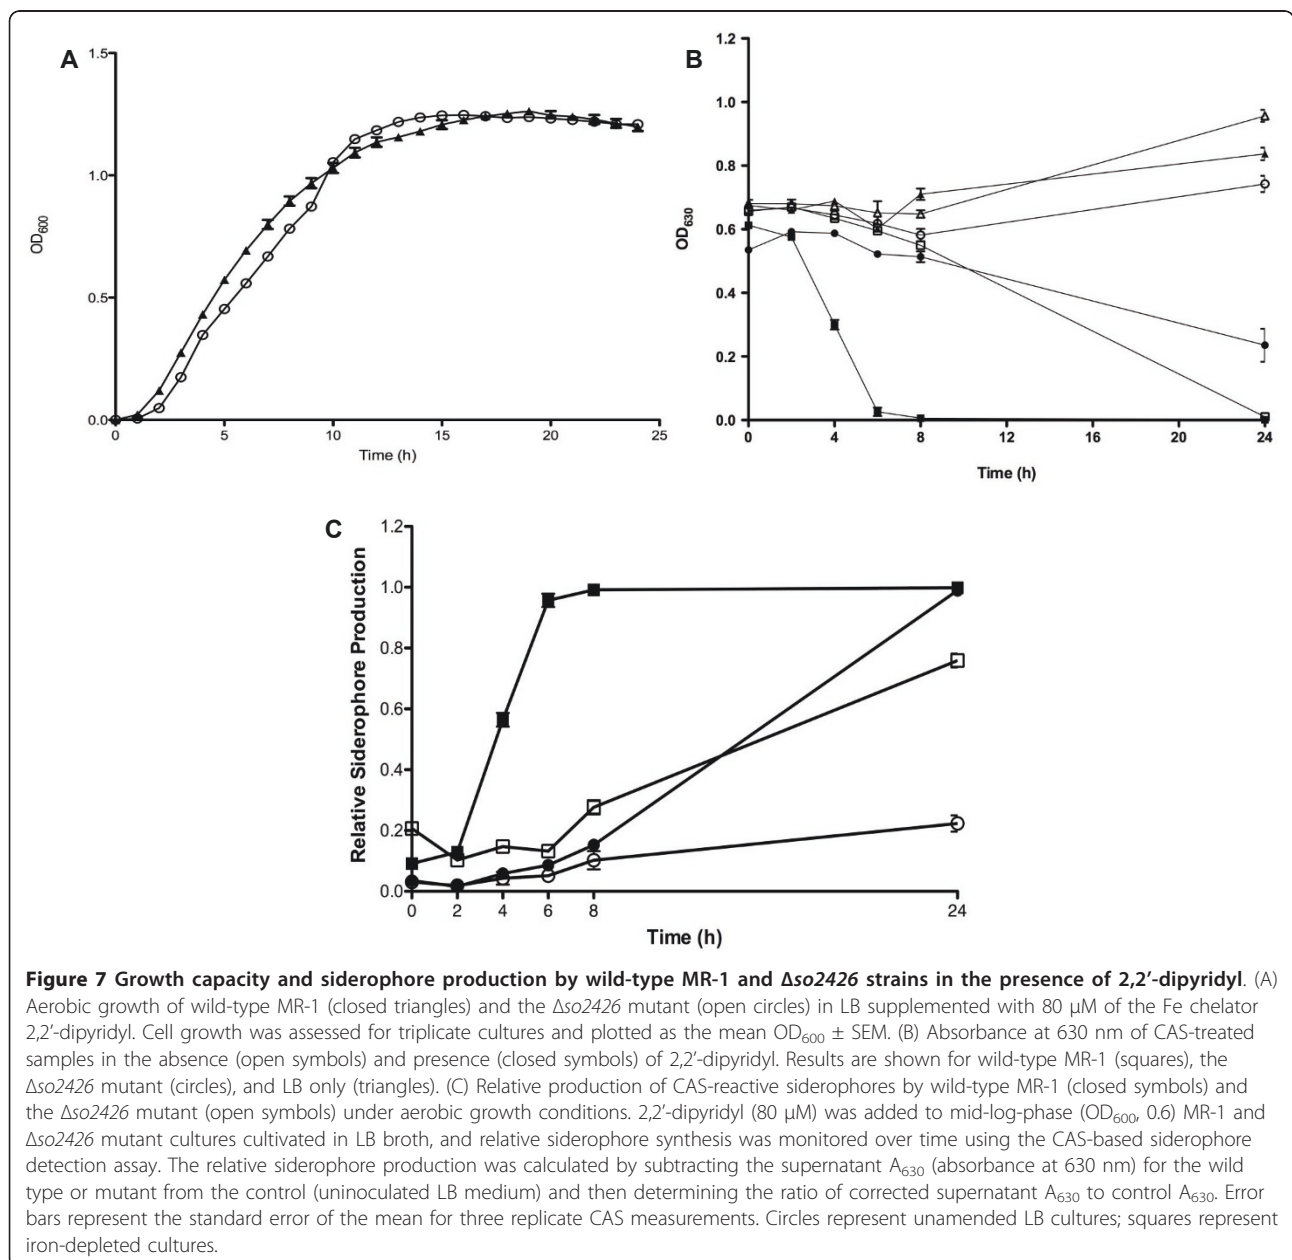 A
1.5
1.0
0.5
0.0
OD600
0
5
10
15
20
25
Time (h)
B
1.2
1.0
0.8
0.6
0.4
0.2
0.0
OD630
0
4
8
12
16
20
24
Time (h)
C
1.2
1.0
0.8
0.6
0.4
0.2
0.0
Relative Siderophore Production
0
2
4
6
8
24
Time (h)
Figure 7 Growth capacity and siderophore production by wild-type MR-1 and Δso2426 strains in the presence of 2,2’-dipyridyl. (A)
Aerobic growth of wild-type MR-1 (closed triangles) and the Δso2426 mutant (open circles) in LB supplemented with 80 μM of the Fe chelator
2,2’-dipyridyl. Cell growth was assessed for triplicate cultures and plotted as the mean OD600 ± SEM. (B) Absorbance at 630 nm of CAS-treated
samples in the absence (open symbols) and presence (closed symbols) of 2,2’-dipyridyl. Results are shown for wild-type MR-1 (squares), the
Δso2426 mutant (circles), and LB only (triangles). (C) Relative production of CAS-reactive siderophores by wild-type MR-1 (closed symbols) and
the Δso2426 mutant (open symbols) under aerobic growth conditions. 2,2’-dipyridyl (80 μM) was added to mid-log-phase (OD600, 0.6) MR-1 and
Δso2426 mutant cultures cultivated in LB broth, and relative siderophore synthesis was monitored over time using the CAS-based siderophore
detection assay. The relative siderophore production was calculated by subtracting the supernatant A630 (absorbance at 630 nm) for the wild
type or mutant from the control (uninoculated LB medium) and then determining the ratio of corrected supernatant A630 to control A630. Error
bars represent the standard error of the mean for three replicate CAS measurements. Circles represent unamended LB cultures; squares represent
iron-depleted cultures.